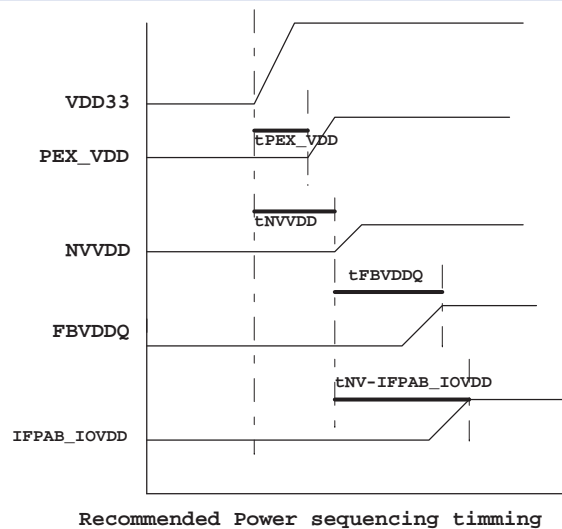 VDD33
tPEX_VDD
PEX_VDD
tNVVDD
NVVDD
tFBVDDQ
FBVDDQ
tNV-IFPAB_IOVDD
IFPAB_IOVDD
Recommended Power sequencing timming